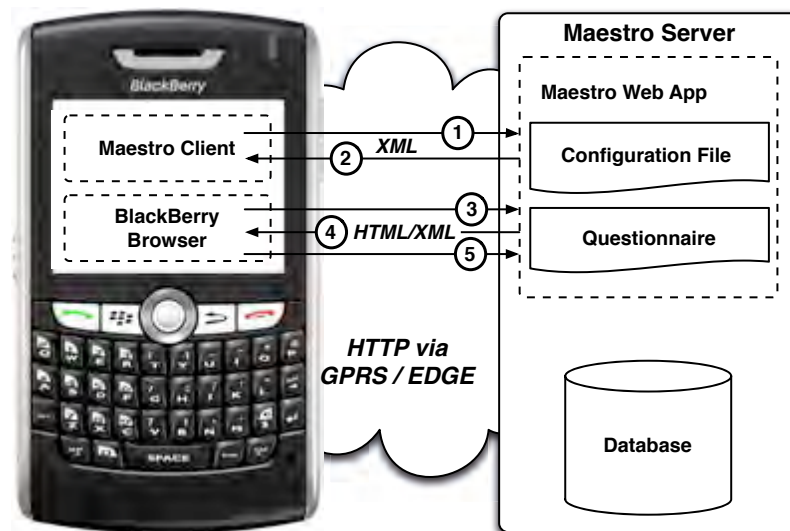 Maestro Server
BlackBerry
Maestro Web App
Maestro Client
1
2
XML
Configuration File
BlackBerry
Browser
3
4
HTML/XML
5
Questionnaire
HTTP via
GPRS / EDGE
SPACE
Database